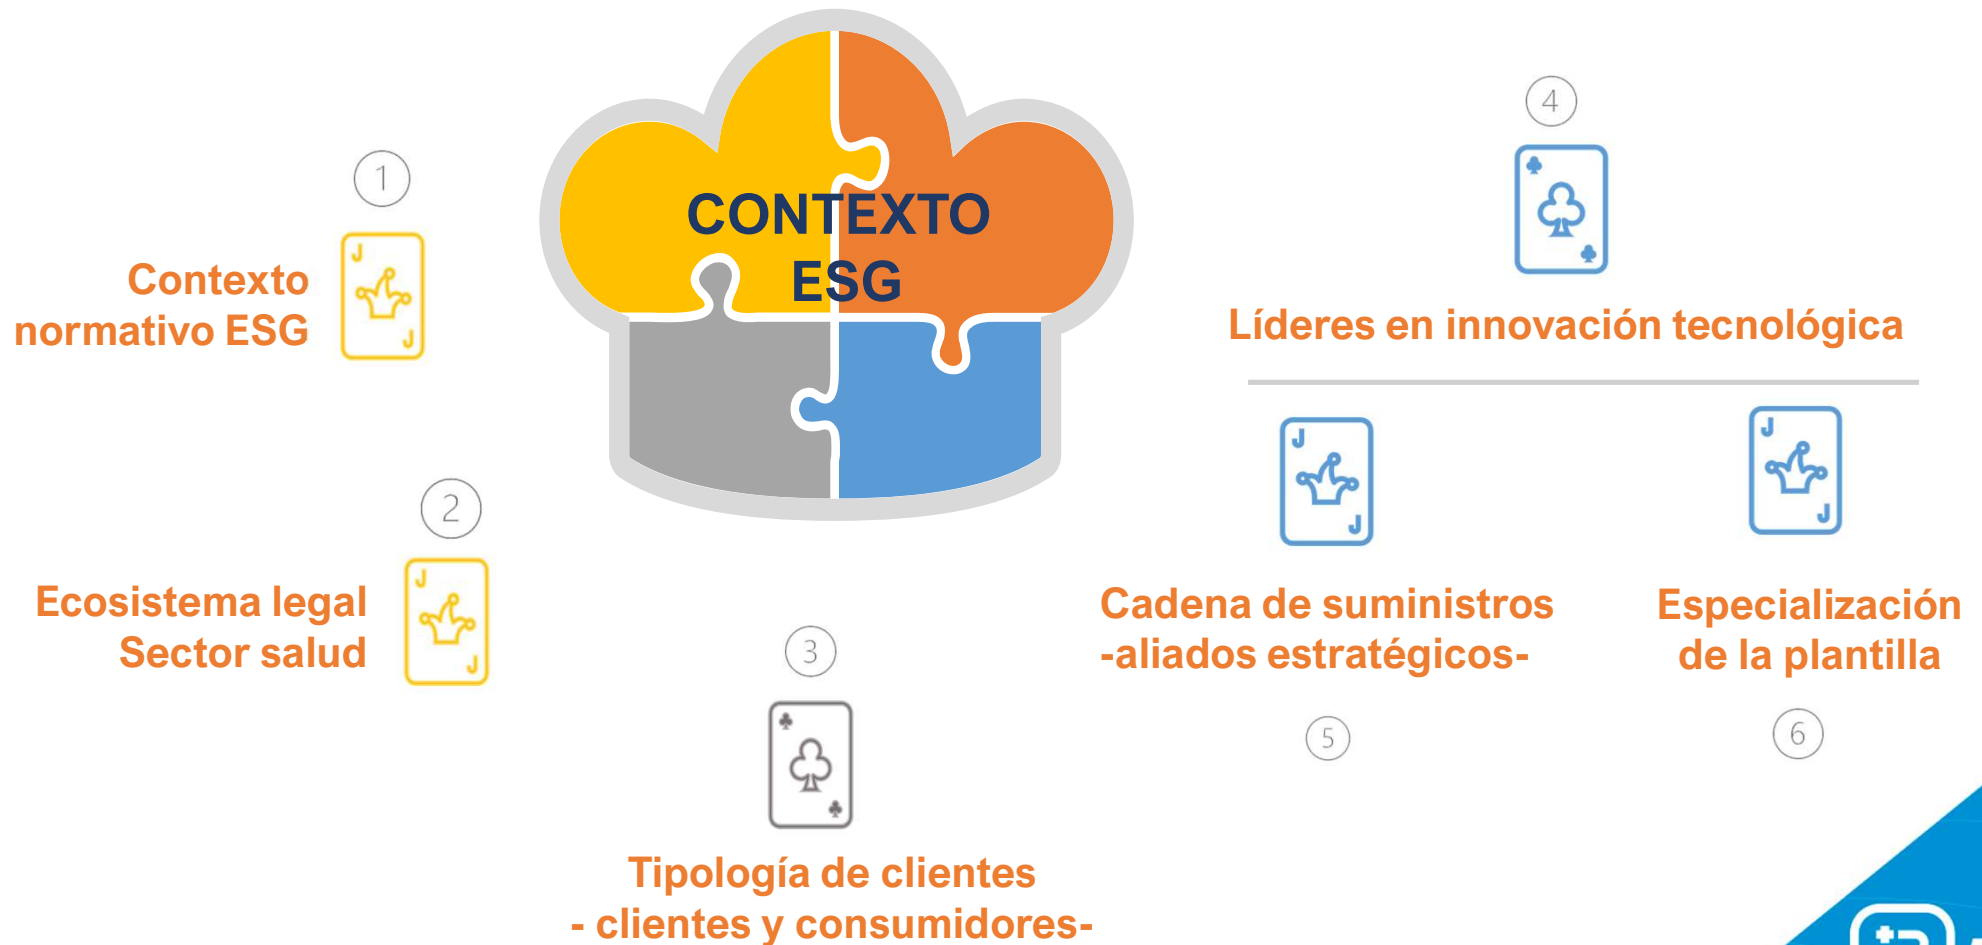 CONTEXTO
ESG
1
J
J
Contexto
normativo ESG
2
J
J
Ecosistema legal
Sector salud
3
Tipología de clientes
- clientes y consumidores-
4
Líderes en innovación tecnológica
J
J
Cadena de suministros
-aliados estratégicos-
5
J
J
Especialización
de la plantilla
6